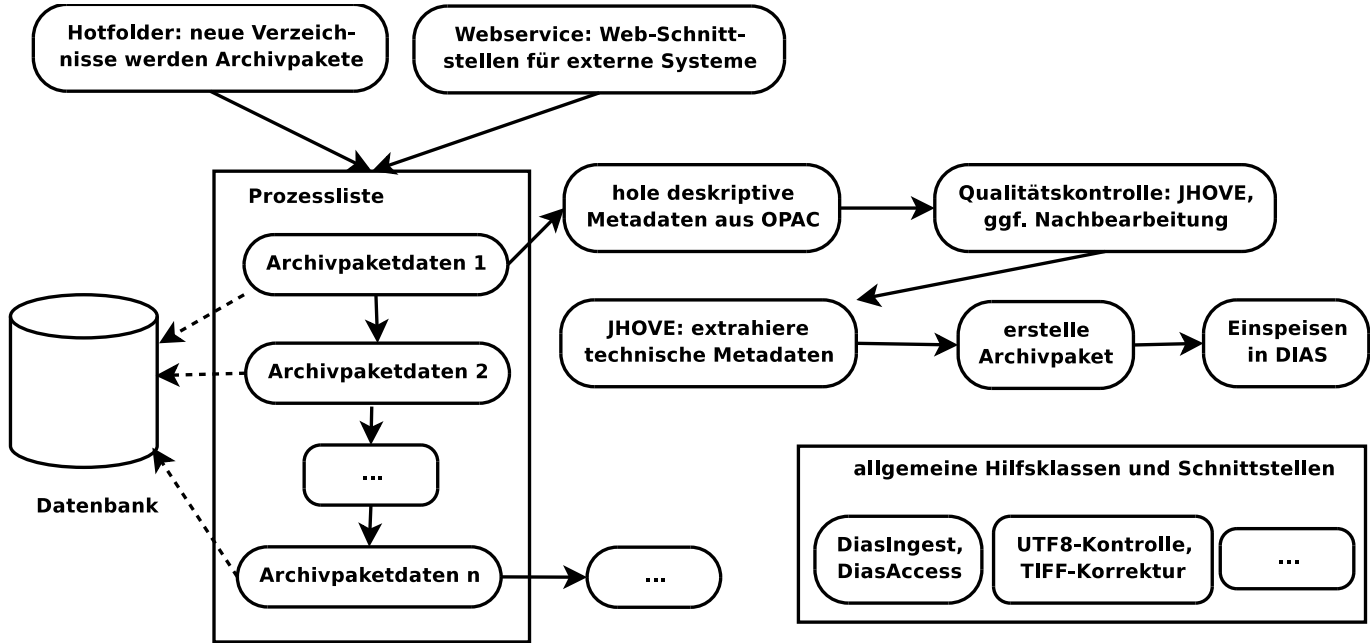 Hotfolder: neue Verzeich-
nisse werden Archivpakete
Webservice: Web-Schnitt-
stellen für externe Systeme
Prozessliste
Archivpaketdaten 1
Archivpaketdaten 2
...
Archivpaketdaten n
...
Datenbank
hole deskriptive
Metadaten aus OPAC
Qualitätskontrolle: JHOVE,
ggf. Nachbearbeitung
JHOVE: extrahiere
technische Metadaten
erstelle
Archivpaket
Einspeisen
in DIAS
allgemeine Hilfsklassen und Schnittstellen
DiasIngest,
DiasAccess
UTF8-Kontrolle,
TIFF-Korrektur
...